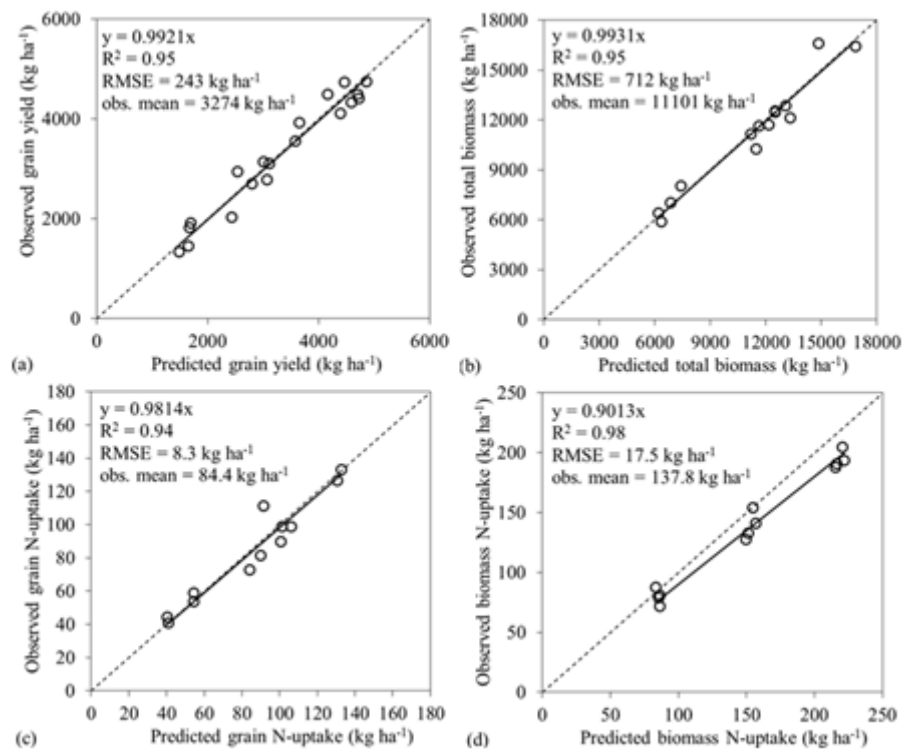 y = 0.9921x
R² = 0.95
RMSE = 243 kg ha⁻¹
obs. mean = 3274 kg ha⁻¹
Observed grain yield (kg ha⁻¹)
6000
4000
2000
0
0 2000 4000 6000
(a) Predicted grain yield (kg ha⁻¹)
y = 0.9931x
R² = 0.95
RMSE = 712 kg ha⁻¹
obs. mean = 11101 kg ha⁻¹
Observed total biomass (kg ha⁻¹)
18000
15000
12000
9000
6000
3000
0
0 3000 6000 9000 12000 15000 18000
(b) Predicted total biomass (kg ha⁻¹)
y = 0.9814x
R² = 0.94
RMSE = 8.3 kg ha⁻¹
obs. mean = 84.4 kg ha⁻¹
Observed grain N-uptake (kg ha⁻¹)
180
160
140
120
100
80
60
40
20
0
0 20 40 60 80 100 120 140 160 180
(c) Predicted grain N-uptake (kg ha⁻¹)
y = 0.9013x
R² = 0.98
RMSE = 17.5 kg ha⁻¹
obs. mean = 137.8 kg ha⁻¹
Observed biomass N-uptake (kg ha⁻¹)
250
200
150
100
50
0
0 50 100 150 200 250
(d) Predicted biomass N-uptake (kg ha⁻¹)